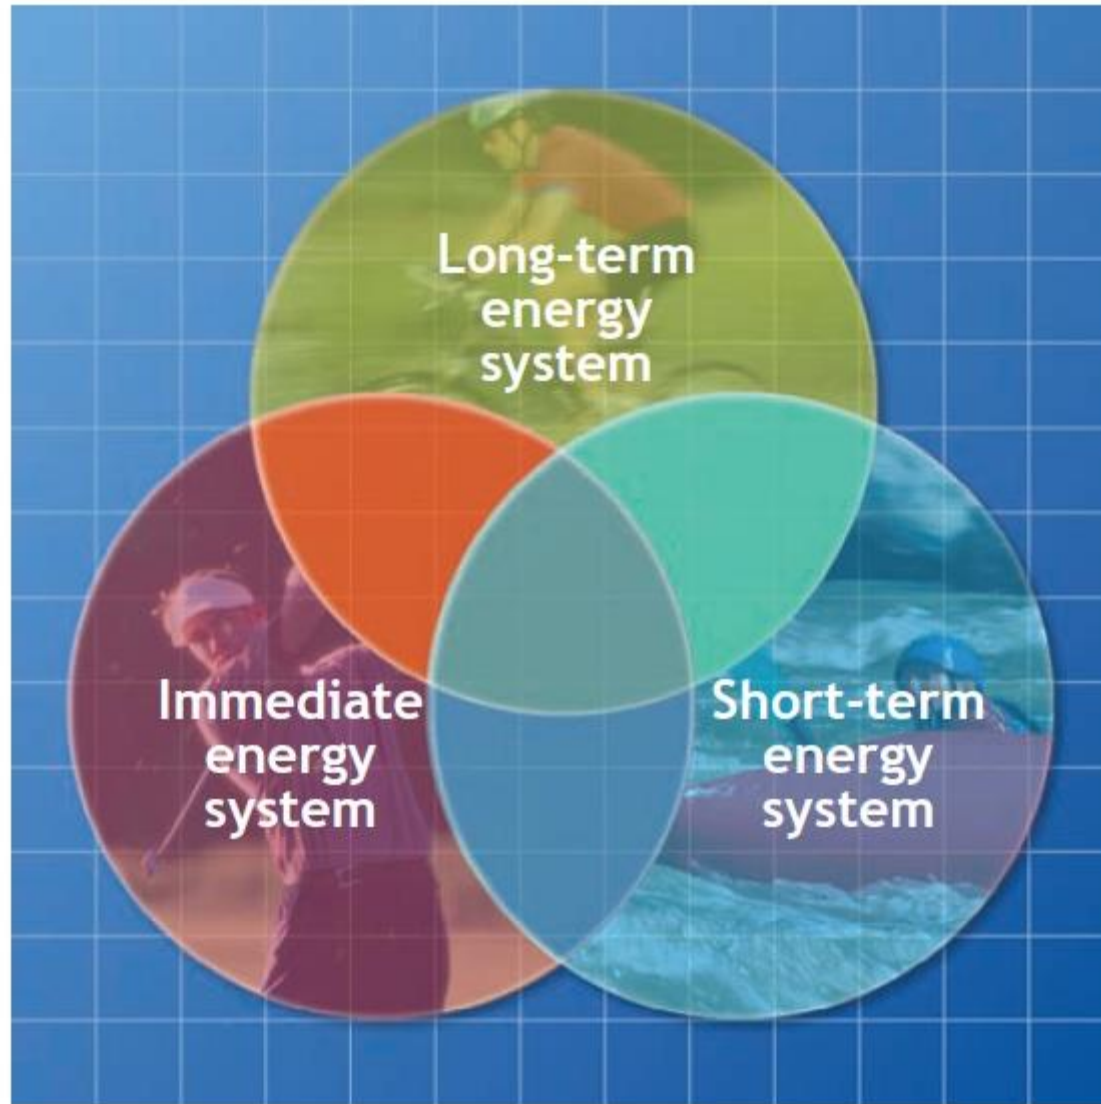 Long-term
energy
system
Immediate
energy
system
Short-term
energy
system